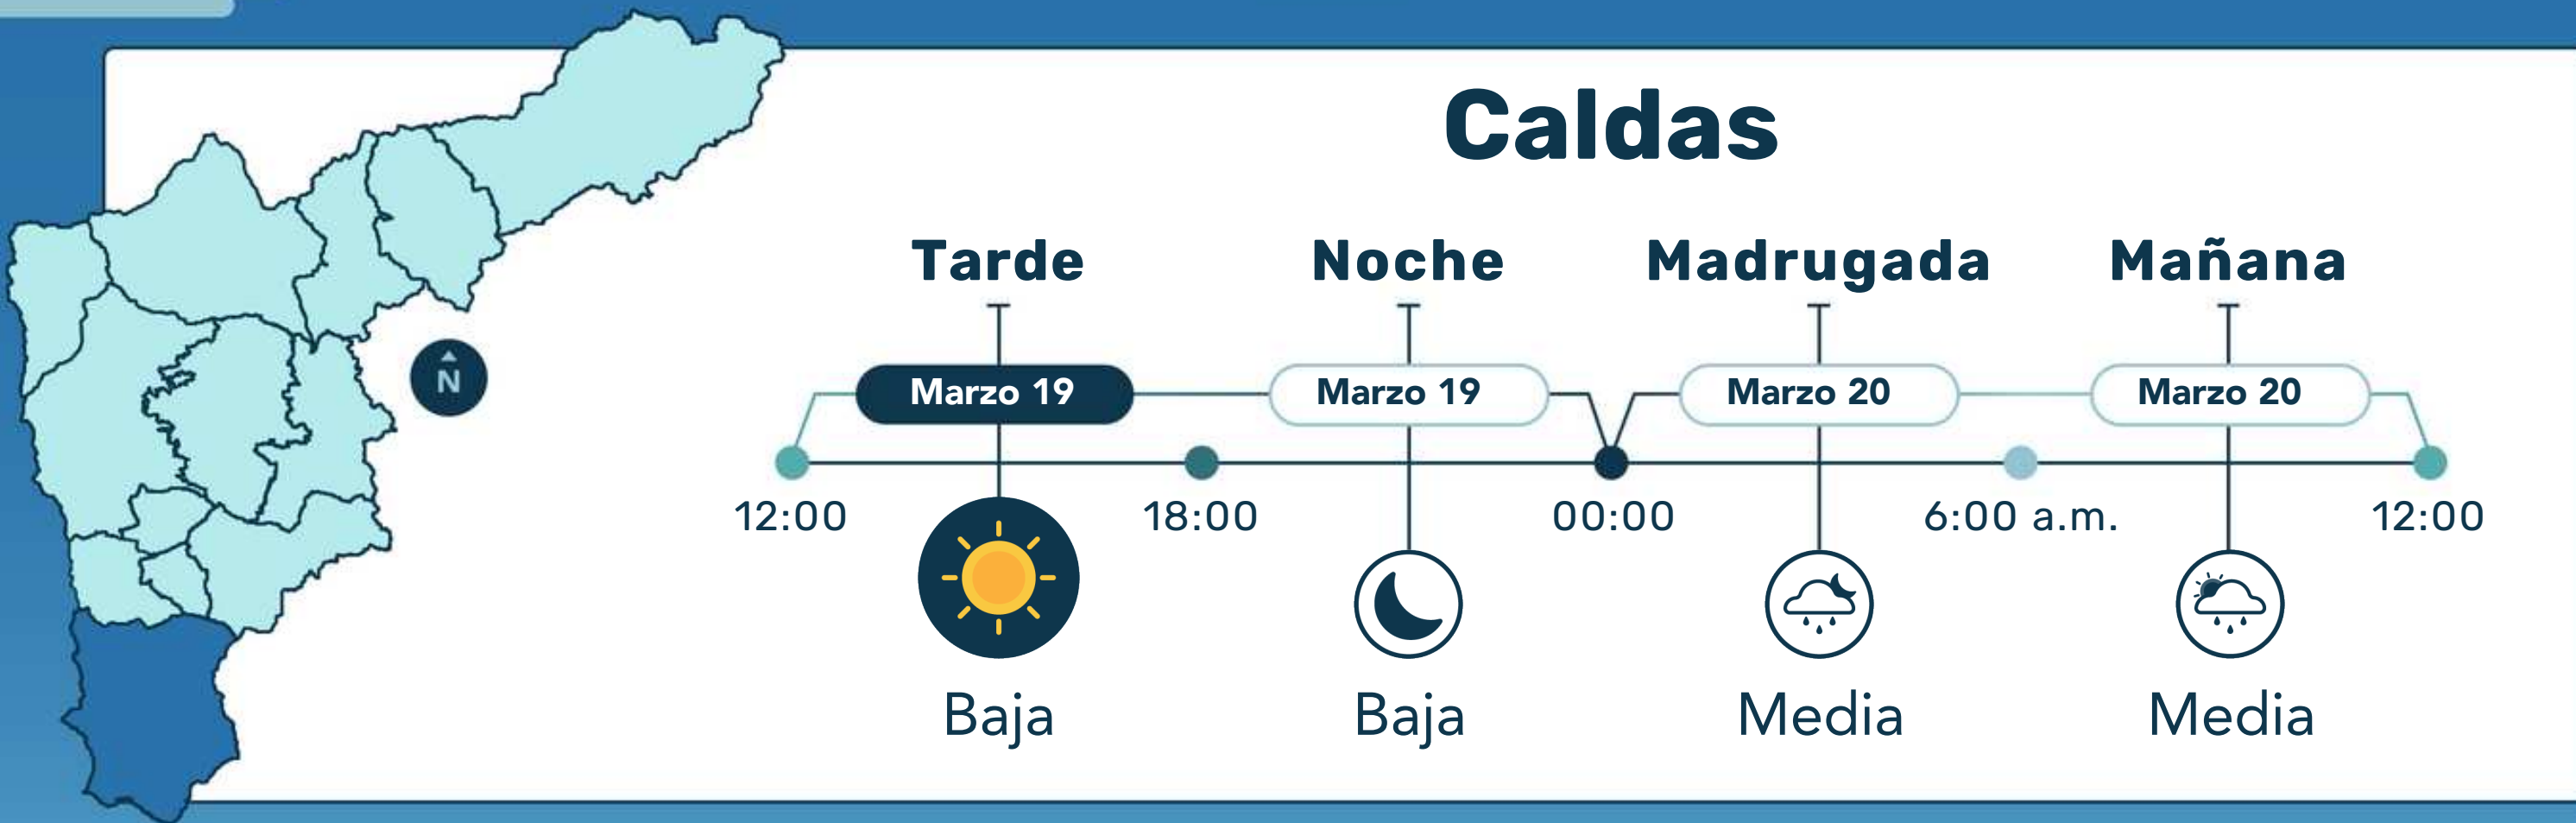 Caldas
Tarde Noche Madrugada Mañana
Marzo 19 Marzo 19 Marzo 20 Marzo 20
N
12:00 18:00 00:00 6:00 a.m. 12:00
Baja Baja Media Media